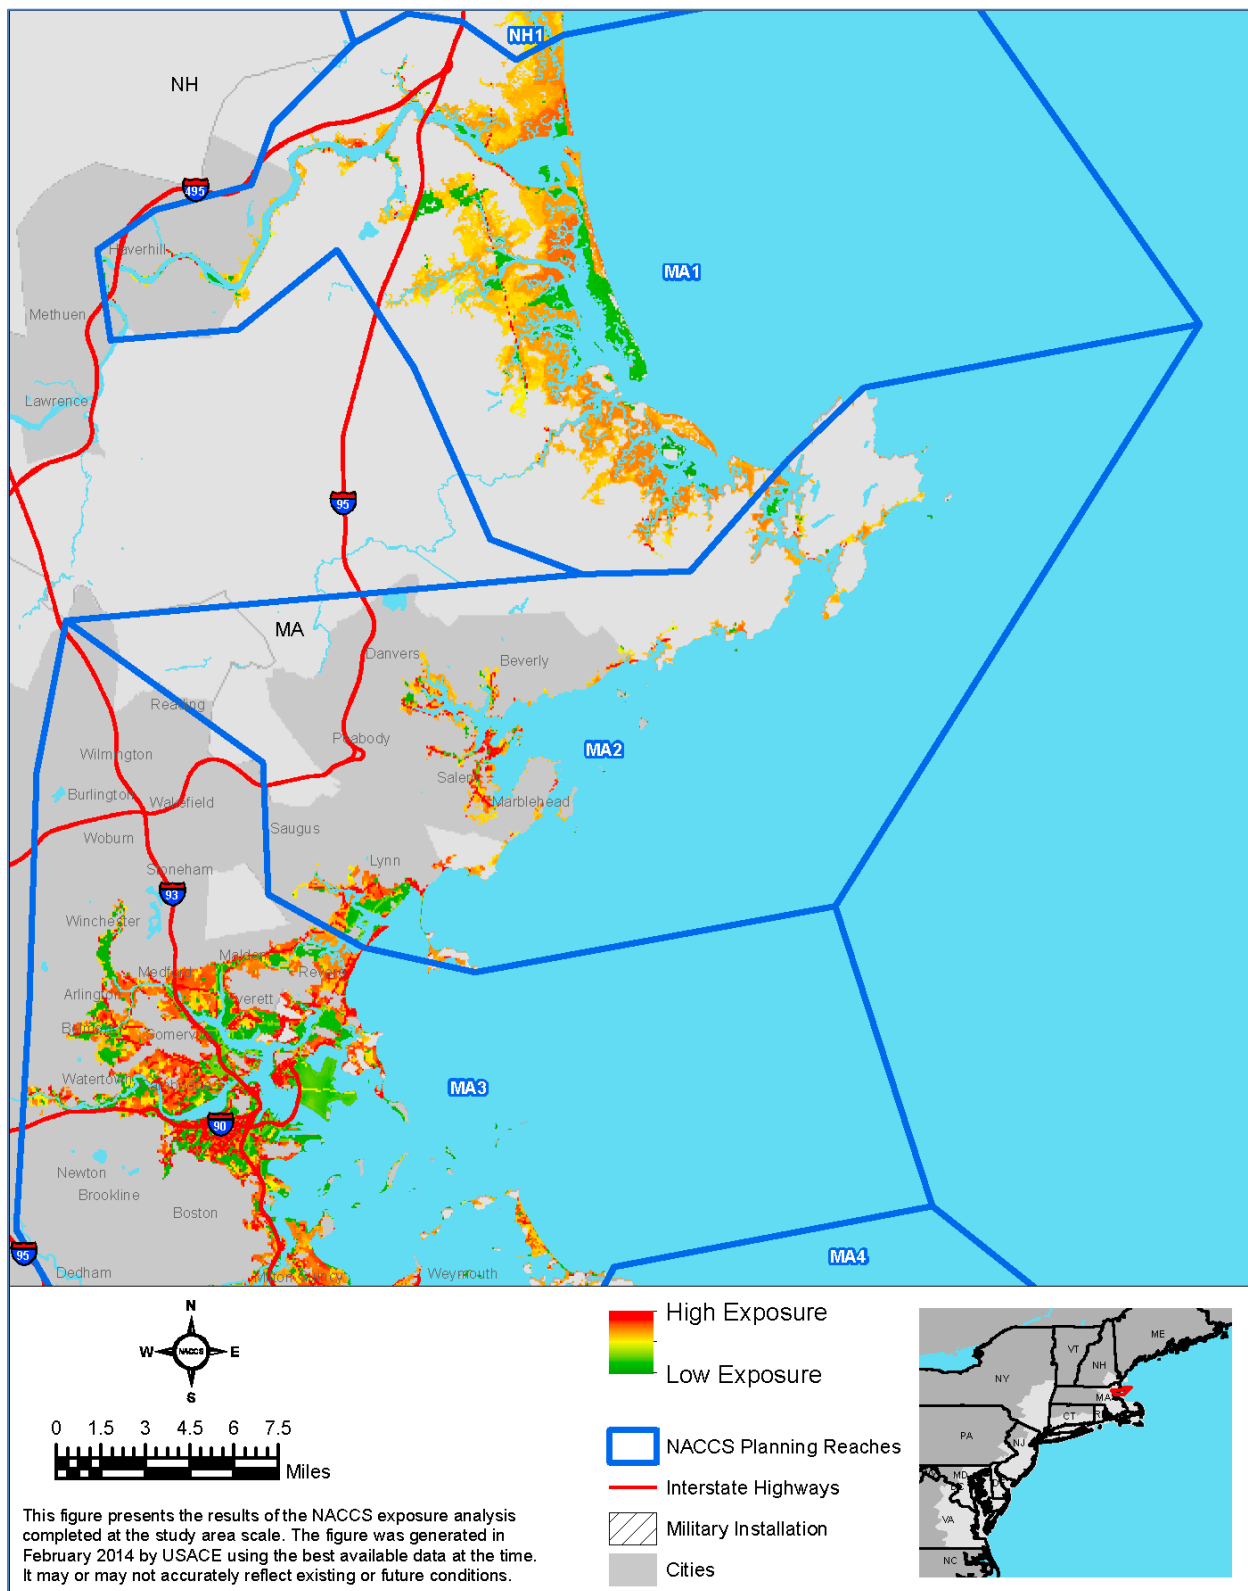 NH1
NH
495
Haverhill
MA1
Methuen
Lawrence
95
MA
Danvers
Beverly
Reading
Peabody
MA2
Wilmington
Salem
Burlington
Wakefield
Marblehead
Saugus
Woburn
Lynn
Stoneham
93
Winchester
Malden
Medford
Revere
Arlington
Everett
Somerville
Watertown
MA3
90
Newton
Brookline
Boston
95
MA4
Dedham
Milton
Quincy
Weymouth
N
W NACCS E
S
0 1.5 3 4.5 6 7.5
Miles
This figure presents the results of the NACCS exposure analysis
completed at the study area scale. The figure was generated in
February 2014 by USACE using the best available data at the time.
It may or may not accurately reflect existing or future conditions.
High Exposure
Low Exposure
NACCS Planning Reaches
Interstate Highways
Military Installation
Cities
ME
VT
NH
NY
MA
CT
PA
NJ
MD
VA
NC